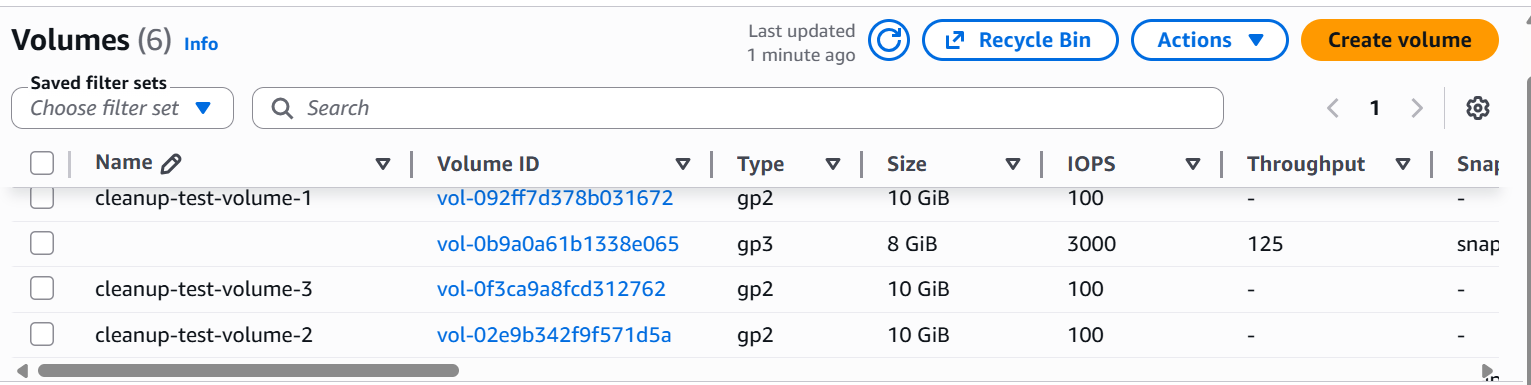 Volumes (6) Info
Last updated
1 minute ago
Recycle Bin
Actions
Create volume
Saved filter sets
Choose filter set
Search
1
Name Volume ID Type Size IOPS Throughput Snap
cleanup-test-volume-1 vol-092ff7d378b031672 gp2 10 GiB 100 - -
vol-0b9a0a61b1338e065 gp3 8 GiB 3000 125 snap
cleanup-test-volume-3 vol-0f3ca9a8fcd312762 gp2 10 GiB 100 - -
cleanup-test-volume-2 vol-02e9b342f9f571d5a gp2 10 GiB 100 - -